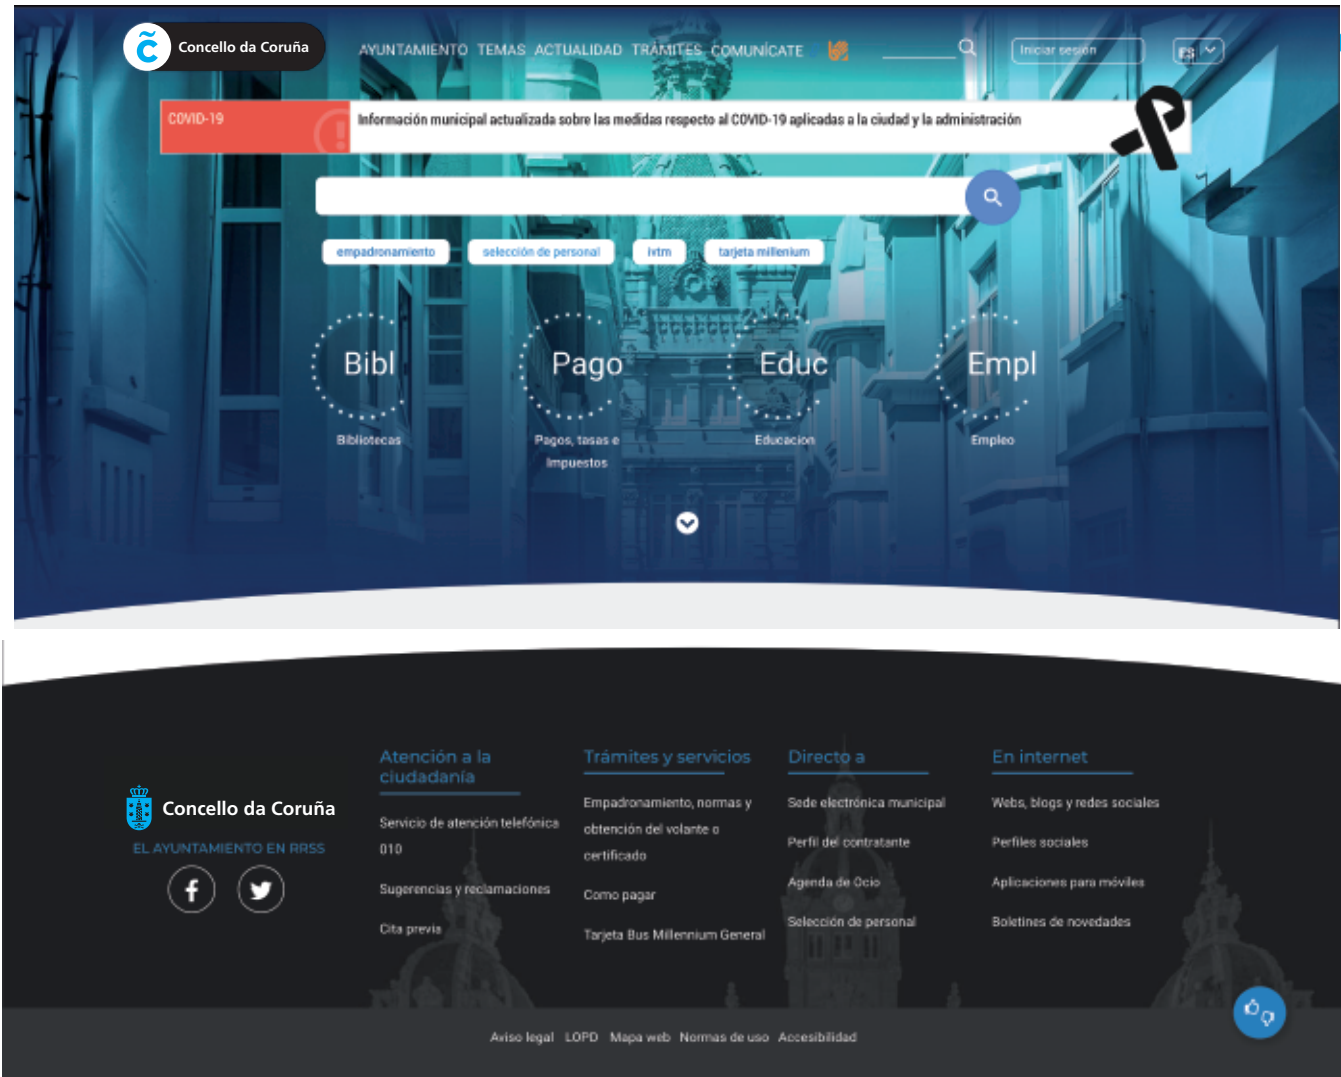 Concello da Coruña
AYUNTAMIENTO TEMAS ACTUALIDAD TRÁMITES COMUNÍCATE
Iniciar sesión
ES
COVID-19
Información municipal actualizada sobre las medidas respecto al COVID-19 aplicadas a la ciudad y la administración
empadronamiento selección de personal ivtm tarjeta millenium
Bibl Pago Educ Empl
Bibliotecas
Pagos, tasas e
Impuestos
Educacion
Empleo
Concello da Coruña
EL AYUNTAMIENTO EN RRSS
Atención a la
ciudadanía
Servicio de atención telefónica
010
Sugerencias y reclamaciones
Cita previa
Trámites y servicios
Empadronamiento, normas y
obtención del volante o
certificado
Como pagar
Tarjeta Bus Millennium General
Directo a
Sede electrónica municipal
Perfil del contratante
Agenda de Ocio
Selección de personal
En internet
Webs, blogs y redes sociales
Perfiles sociales
Aplicaciones para móviles
Boletines de novedades
Aviso legal LOPD Mapa web Normas de uso Accesibilidad